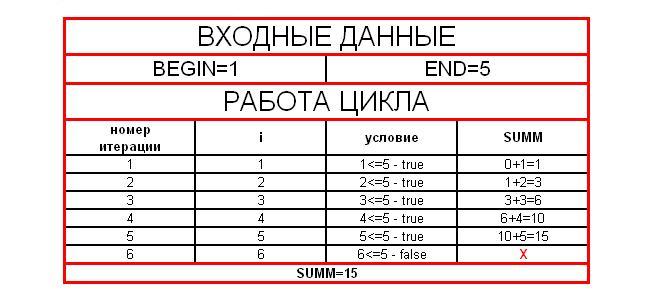 ВХОДНЫЕ ДАННЫЕ
BEGIN=1 END=5
РАБОТА ЦИКЛА
номер
итерации i условие SUMM
1 1 1<=5 - true 0+1=1
2 2 2<=5 - true 1+2=3
3 3 3<=5 - true 3+3=6
4 4 4<=5 - true 6+4=10
5 5 5<=5 - true 10+5=15
6 6 6<=5 - false X
SUMM=15